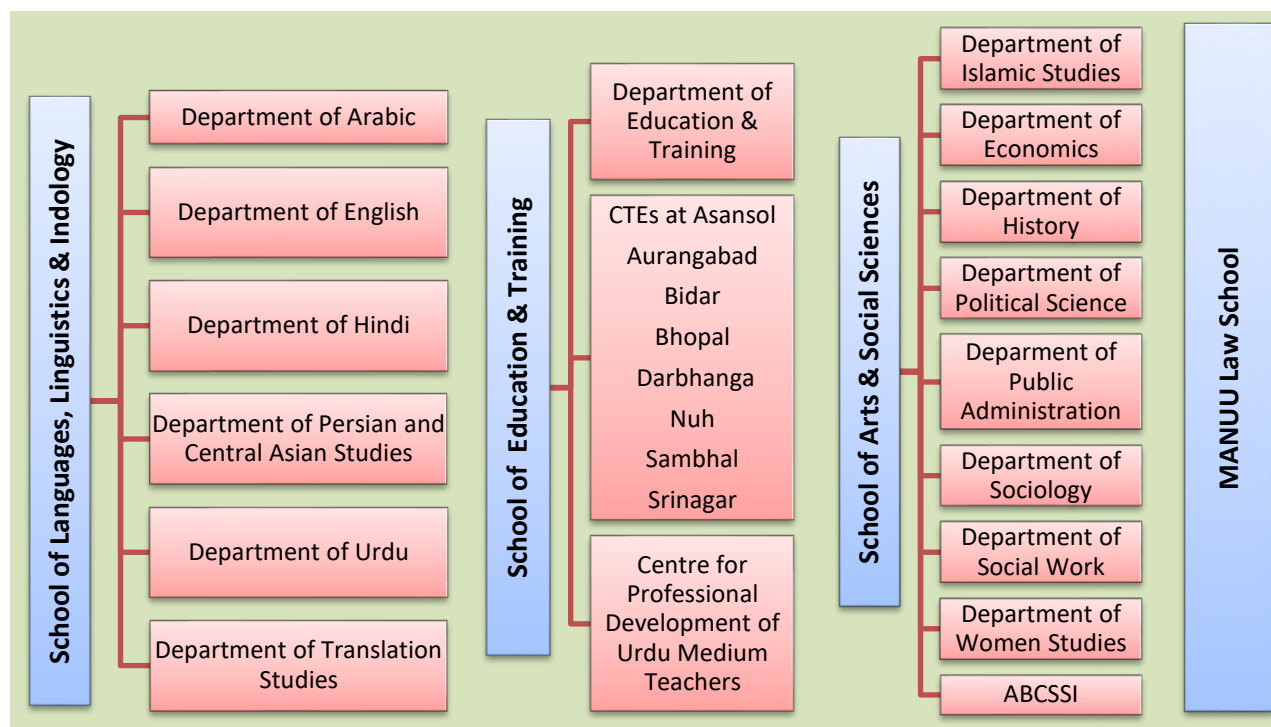 School of Languages, Linguistics & Indology
Department of Arabic
Department of English
Department of Hindi
Department of Persian and
Central Asian Studies
Department of Urdu
Department of Translation
Studies
School of Education & Training
Department of
Education &
Training
CTEs at Asansol
Aurangabad
Bidar
Bhopal
Darbhanga
Nuh
Sambhal
Srinagar
Centre for
Professional
Development of
Urdu Medium
Teachers
School of Arts & Social Sciences
Department of
Islamic Studies
Department of
Economics
Department of
History
Department of
Political Science
Deparment of
Public
Administration
Department of
Sociology
Department of
Social Work
Department of
Women Studies
ABCSSI
MANUU Law School